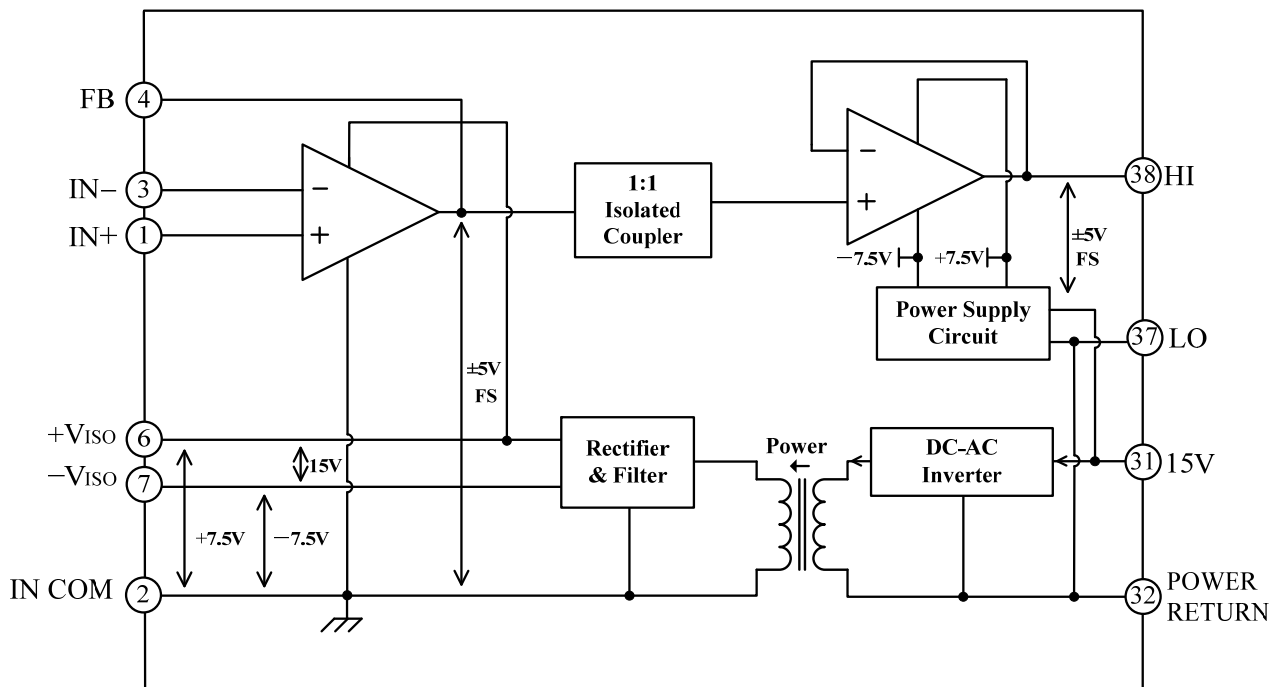 FB
4
IN−
3
IN+
1
1:1
Isolated
Coupler
−
+
−
+
38
HI
−7.5V
+7.5V
±5V
FS
Power Supply
Circuit
37
LO
±5V
FS
+VISO
6
−VISO
7
15V
Rectifier
& Filter
Power
DC-AC
Inverter
31
15V
+7.5V
−7.5V
IN COM
2
32
POWER
RETURN